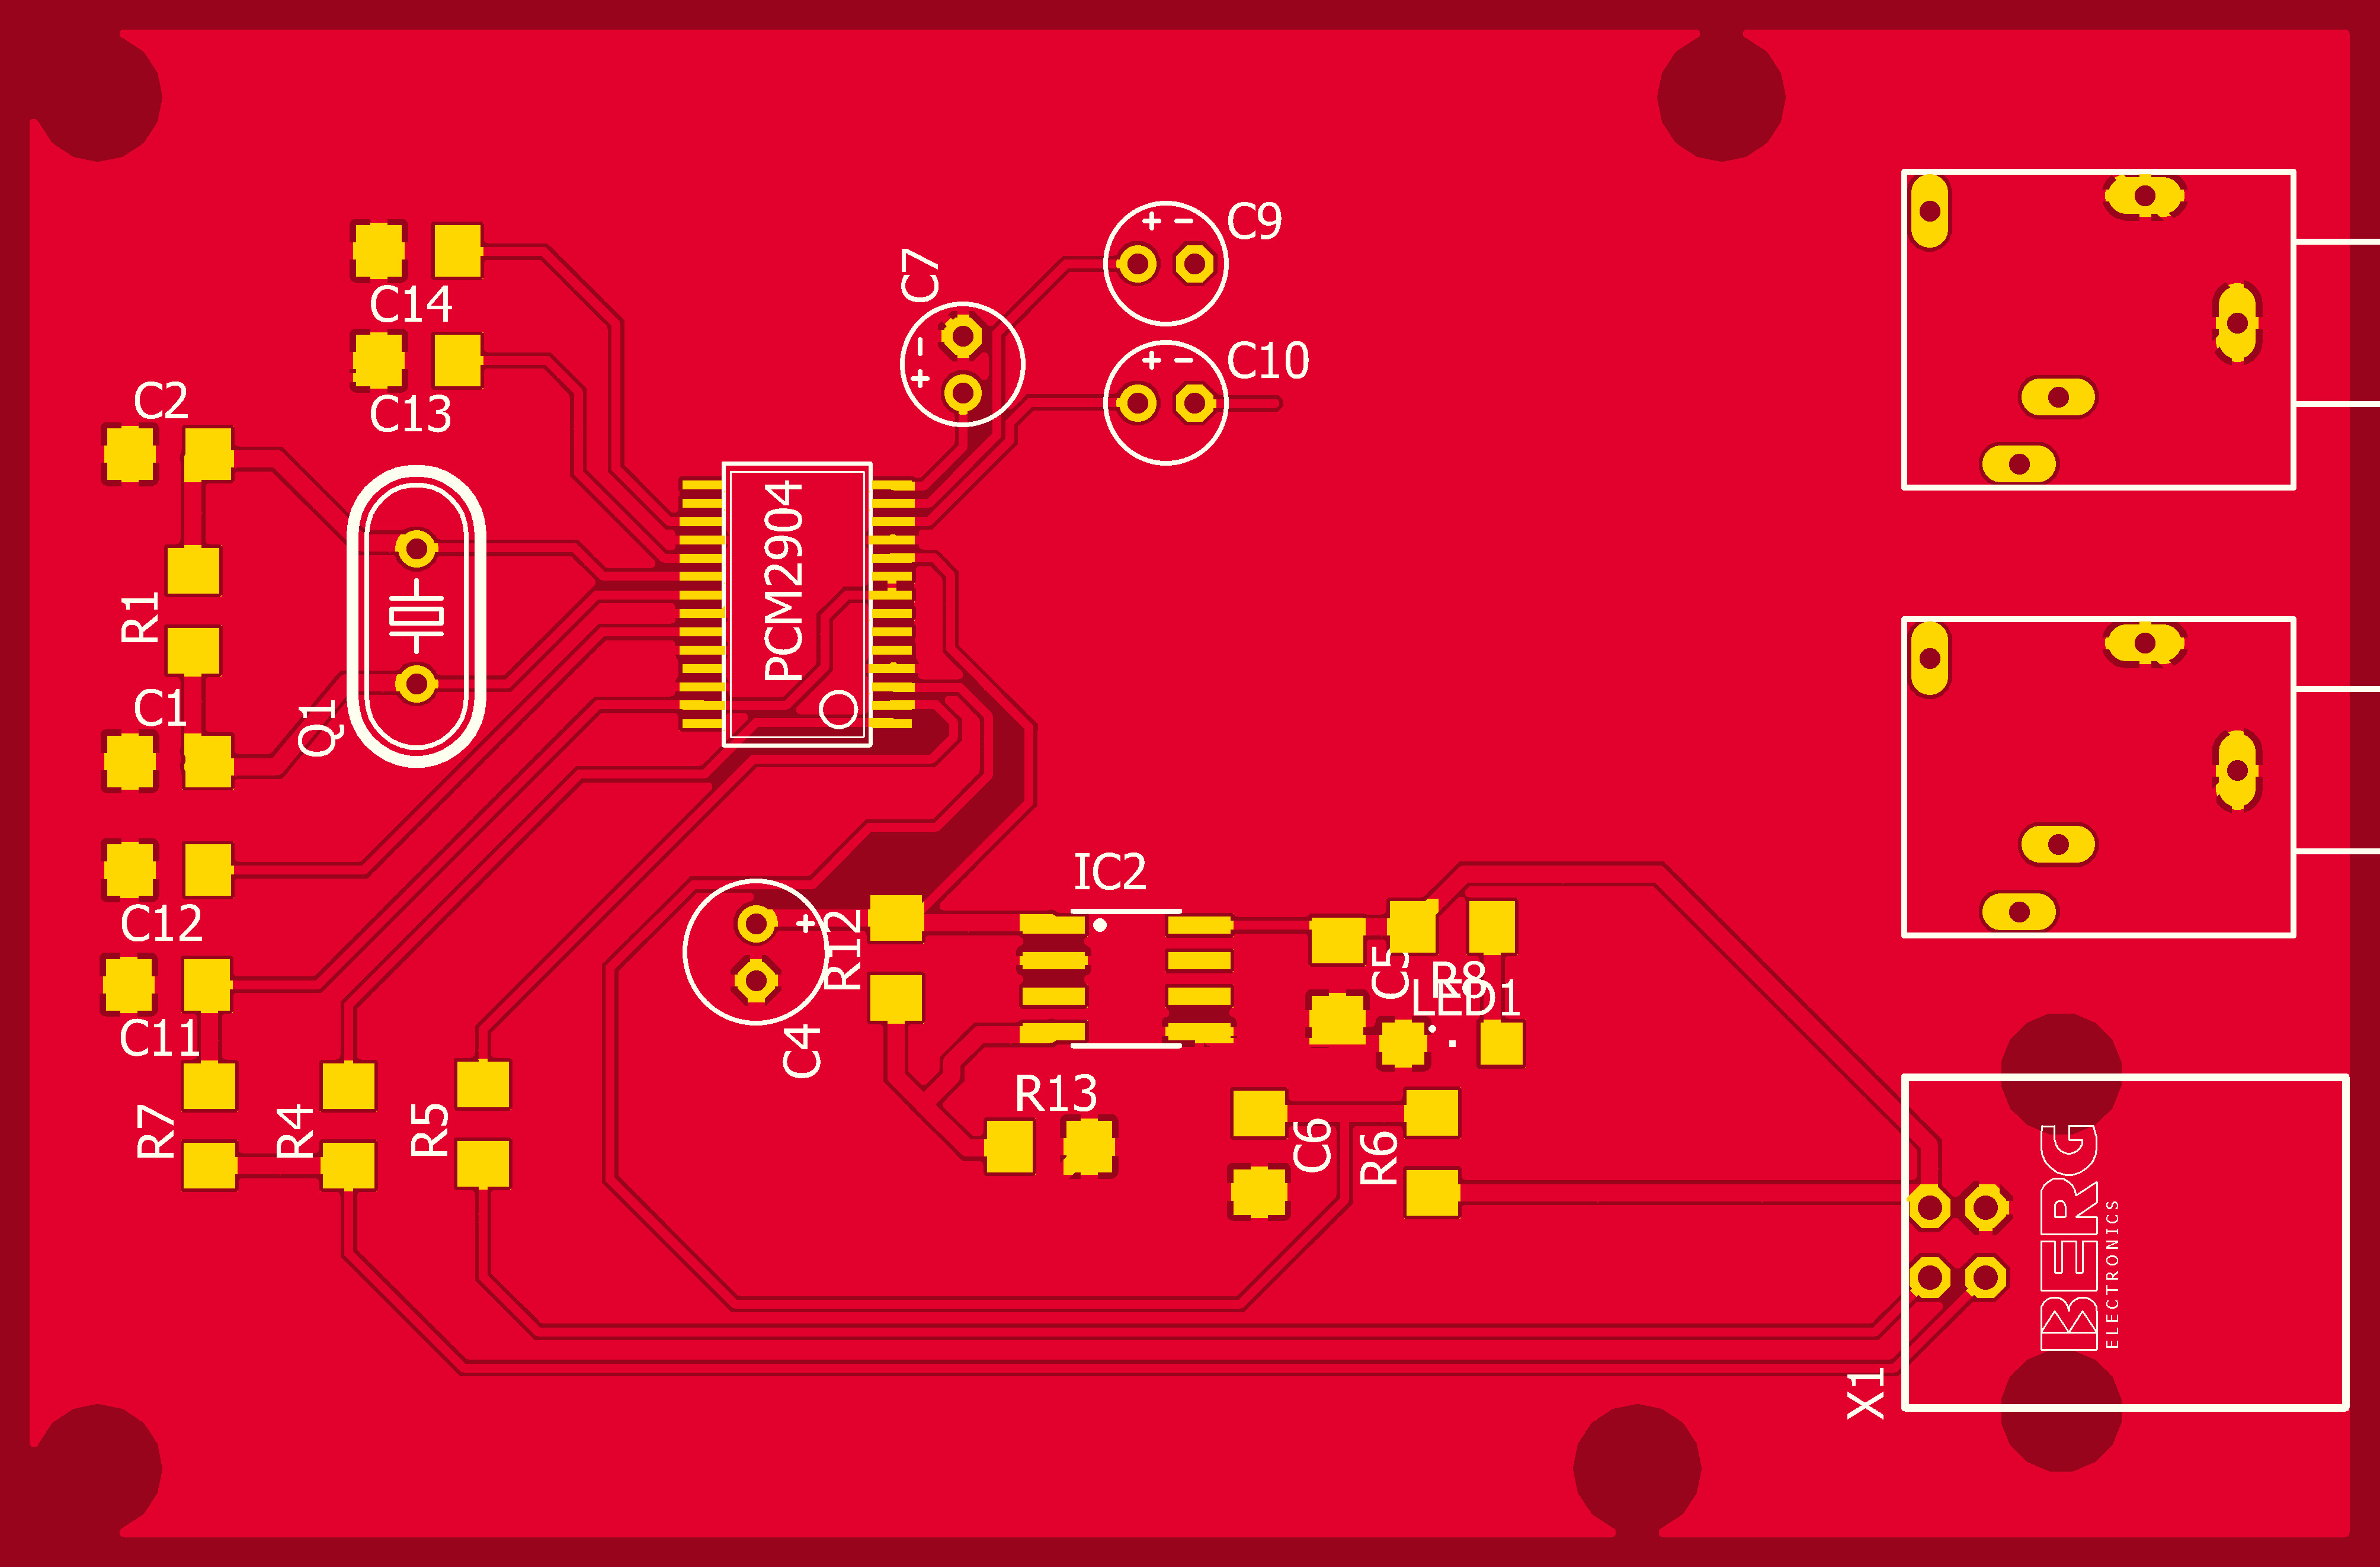 C9
C7
C14
C10
C2
C13
PCM2904
R1
C1
Q1
IC2
C12
R12
C5
R8
LED1
C11
C4
R13
R7
R4
R5
C6
R6
BERG
ELECTRONICS
X1